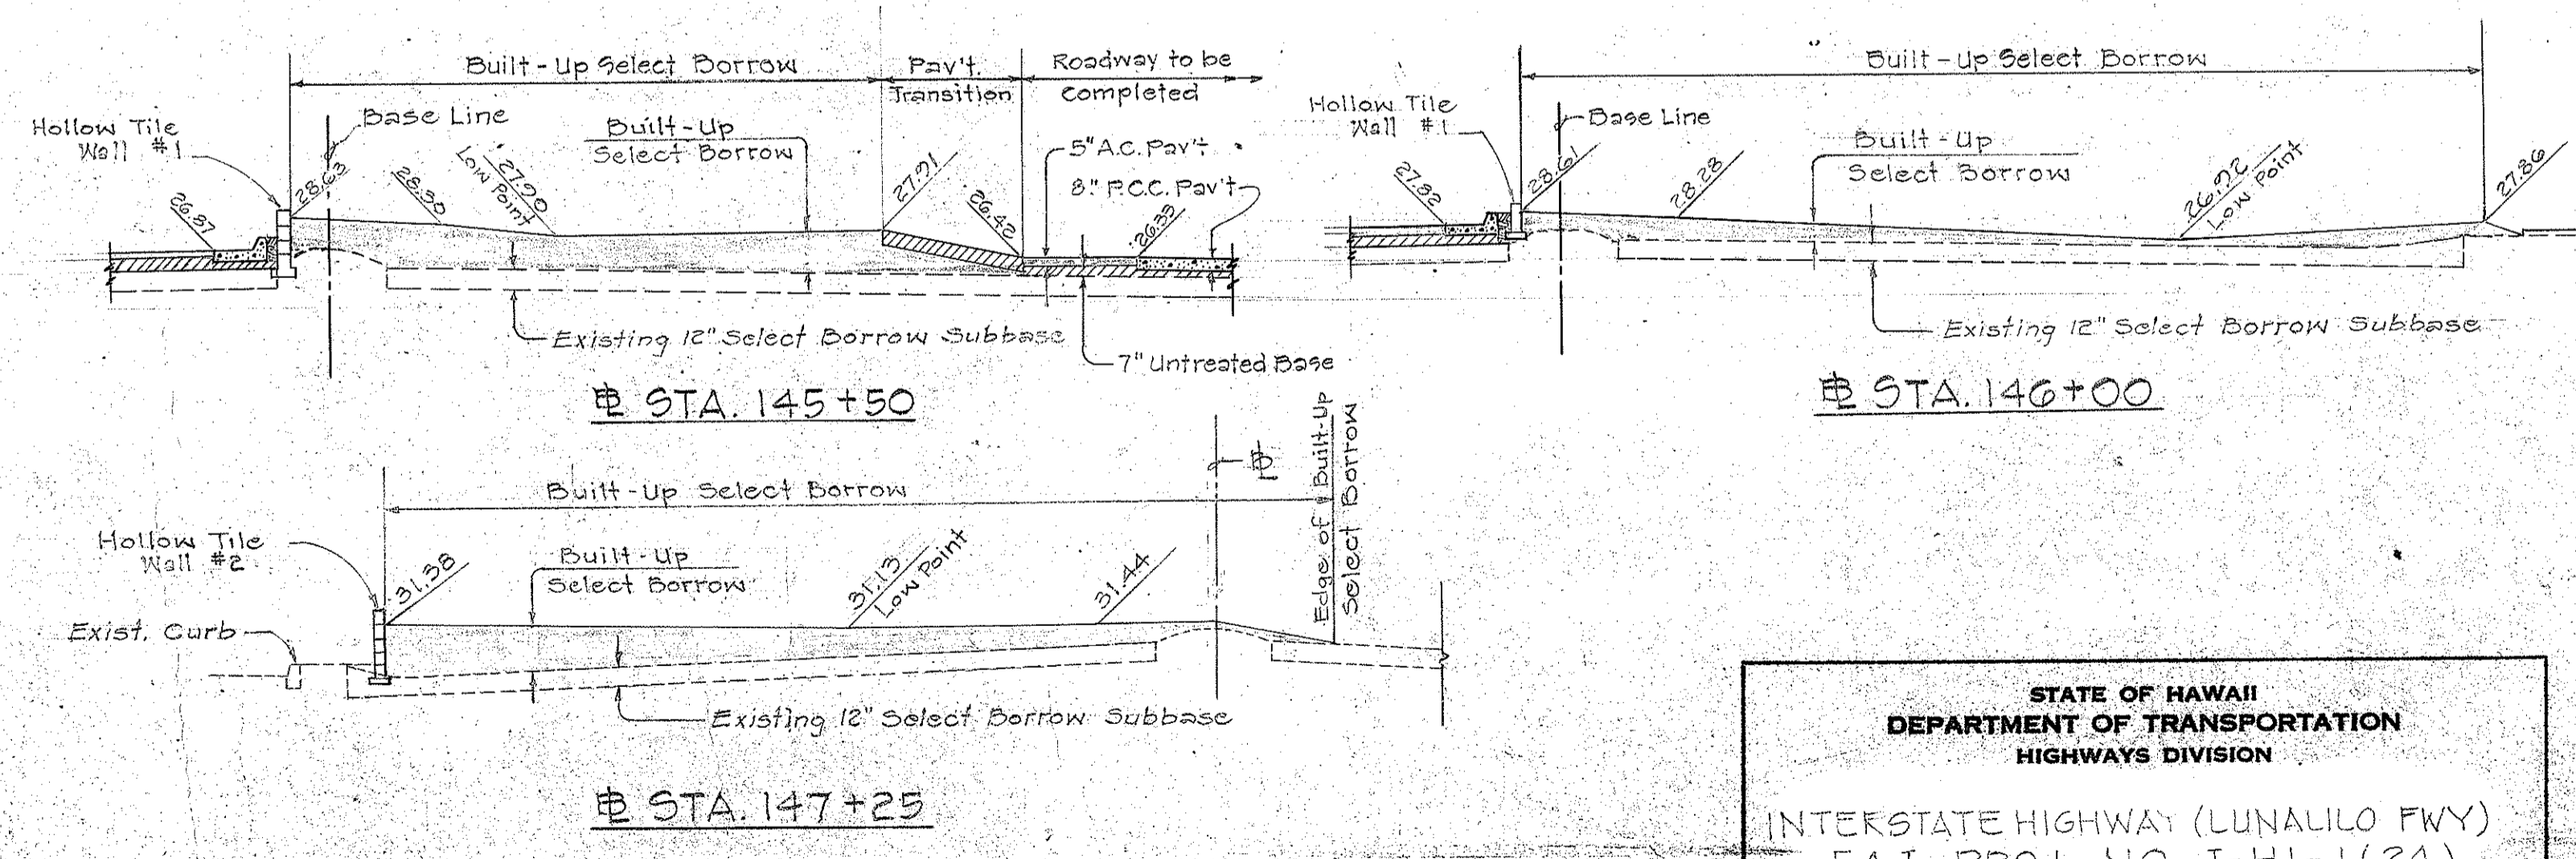 Built-Up Select Borrow
Pav't.
Transition
Roadway to be
completed
Hollow Tile
Wall #1
Base Line
Built-Up
Select Borrow
5" A.C. Pav't
8" P.C.C. Pav't
26.87
28.63
28.30
27.90
Low Point
27.91
26.42
26.33
Existing 12" Select Borrow Subbase
7" Untreated Base
BL STA. 145+50
Built-Up Select Borrow
Hollow Tile
Wall #1
Base Line
Built-Up
Select Borrow
27.82
28.61
28.28
Low Point
27.86
Existing 12" Select Borrow Subbase
BL STA. 146+00
Built-Up Select Borrow
BL
Edge of Built-Up
Select Borrow
Hollow Tile
Wall #2
Exist. Curb
31.38
Built-Up
Select Borrow
31.13
Low Point
31.44
Existing 12" Select Borrow Subbase
BL STA. 147+25
STATE OF HAWAII
DEPARTMENT OF TRANSPORTATION
HIGHWAYS DIVISION
INTERSTATE HIGHWAY (LUNALILO FWY)